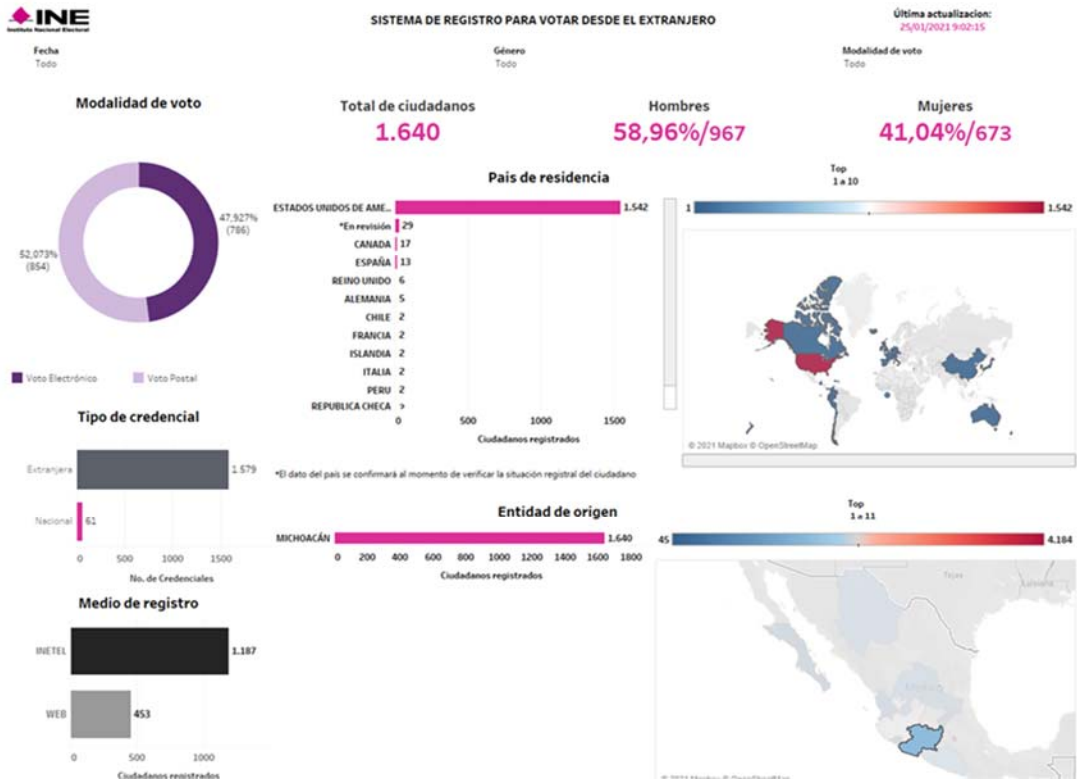 INE
Instituto Nacional Electoral
SISTEMA DE REGISTRO PARA VOTAR DESDE EL EXTRANJERO
Última actualizacion:
25/01/2021 9:02:15
Fecha
Todo
Género
Todo
Modalidad de voto
Todo
Modalidad de voto
47,927%
(786)
52,073%
(854)
Voto Electrónico
Voto Postal
Total de ciudadanos
1.640
Hombres
58,96%/967
Mujeres
41,04%/673
Pais de residencia
ESTADOS UNIDOS DE AME.. 1.542
*En revisión 29
CANADA 17
ESPAÑA 13
REINO UNIDO 6
ALEMANIA 5
CHILE 2
FRANCIA 2
ISLANDIA 2
ITALIA 2
PERU 2
REPUBLICA CHECA
0 500 1000 1500
Ciudadanos registrados
*El dato del país se confirmará al momento de verificar la situación registral del ciudadano
Top
1 a 10
1 1.542
© 2021 Mapbox © OpenStreetMap
Tipo de credencial
Extranjera 1.579
Nacional 61
0 500 1000 1500
No. de Credenciales
Entidad de origen
MICHOACÁN 1.640
0 200 400 600 800 1000 1200 1400 1600 1800
Ciudadanos registrados
Top
1 a 11
45 4.184
Tejas
Luisiana
México
© 2021 Mapbox © OpenStreetMap
Medio de registro
INETEL 1.187
WEB 453
0 500 1000
Ciudadanos registrados